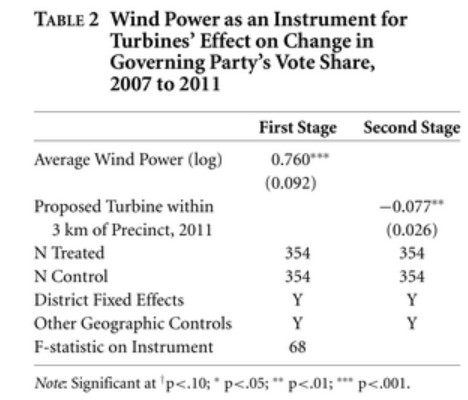 TABLE 2 Wind Power as an Instrument for
Turbines' Effect on Change in
Governing Party's Vote Share,
2007 to 2011
First Stage Second Stage
Average Wind Power (log) 0.760***
(0.092)
Proposed Turbine within −0.077**
3 km of Precinct, 2011 (0.026)
N Treated 354 354
N Control 354 354
District Fixed Effects Y Y
Other Geographic Controls Y Y
F-statistic on Instrument 68
Note: Significant at †p<.10; * p<.05; ** p<.01; *** p<.001.